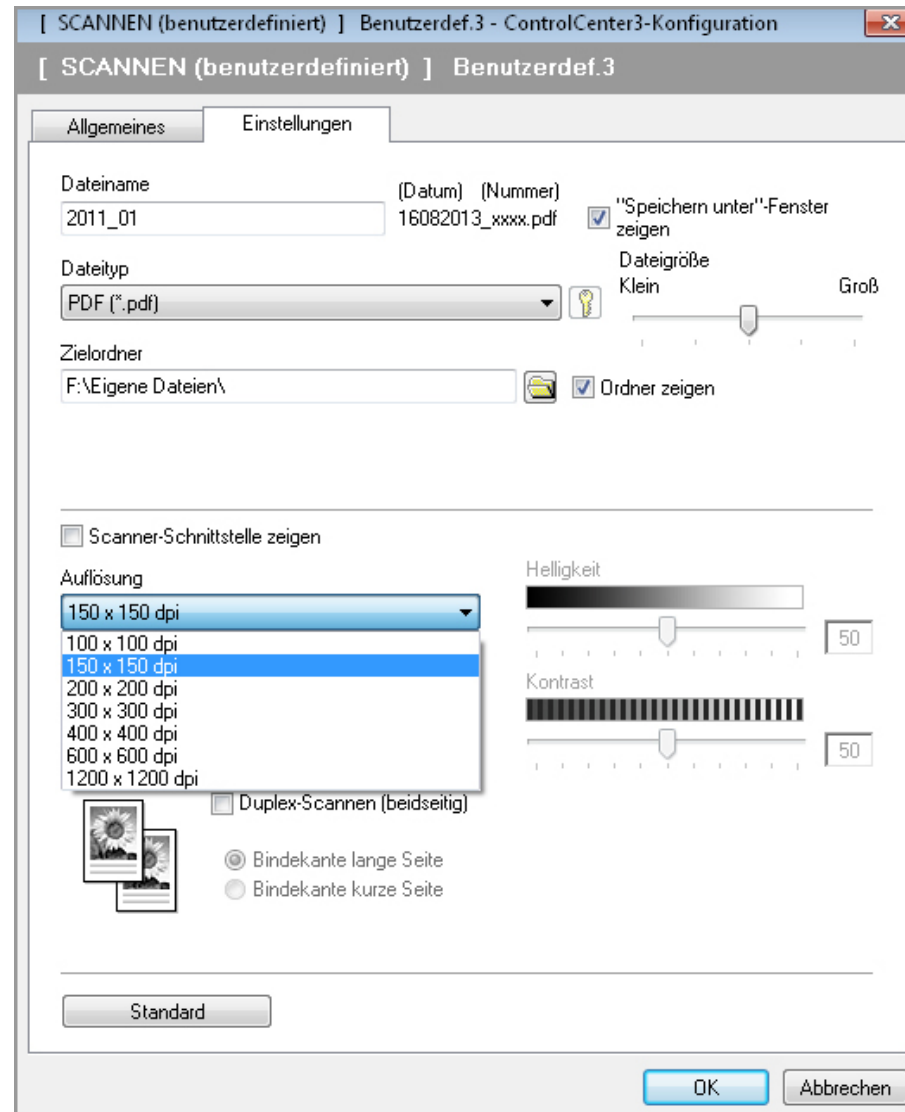 [ SCANNEN (benutzerdefiniert) ]   Benutzerdef.3 - ControlCenter3-Konfiguration
[ SCANNEN (benutzerdefiniert) ]   Benutzerdef.3
Allgemeines
Einstellungen
Dateiname
(Datum)   (Nummer)
2011_01
16082013_xxxx.pdf
"Speichern unter"-Fenster
zeigen
Dateityp
Dateigröße
Klein
Groß
PDF (*.pdf)
Zielordner
F:\Eigene Dateien\
Ordner zeigen
Scanner-Schnittstelle zeigen
Auflösung
150 x 150 dpi
100 x 100 dpi
150 x 150 dpi
200 x 200 dpi
300 x 300 dpi
400 x 400 dpi
600 x 600 dpi
1200 x 1200 dpi
Helligkeit
50
Kontrast
50
Duplex-Scannen (beidseitig)
Bindekante lange Seite
Bindekante kurze Seite
Standard
OK
Abbrechen